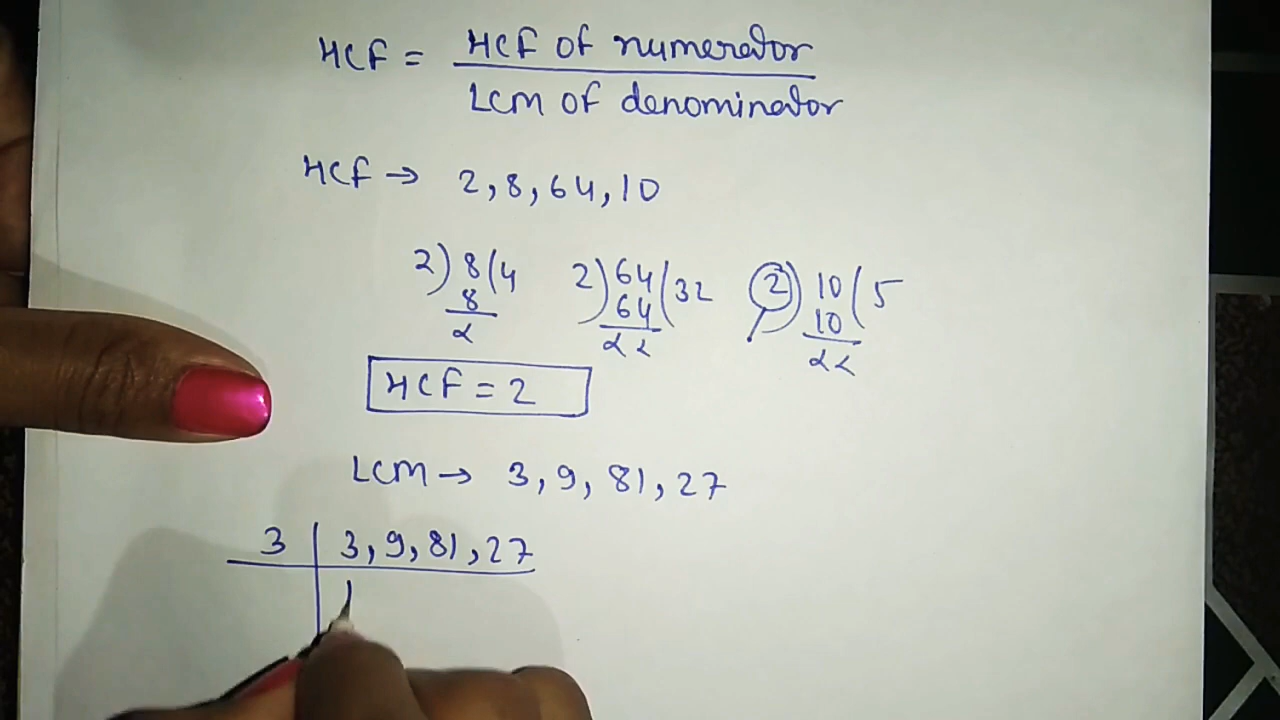 HCF = HCF of numerator
LCM of denominator
HCF → 2, 8, 64, 10
2) 8 (4 2) 64 (32 2) 10 (5
8 64 10
HCF = 2
LCM → 3, 9, 81, 27
3 | 3, 9, 81, 27
1